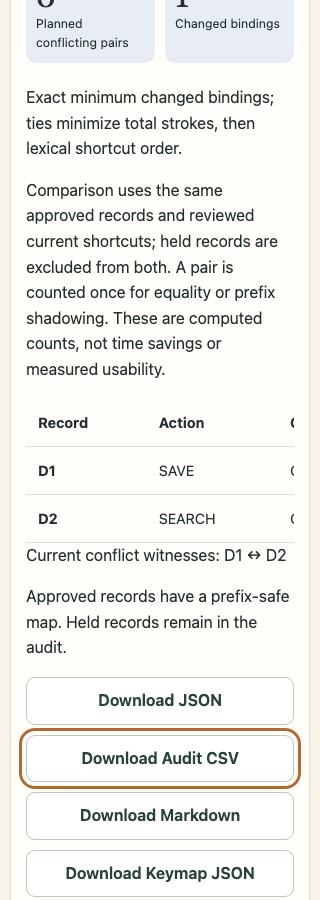 Planned
conflicting pairs
Changed bindings
Exact minimum changed bindings;
ties minimize total strokes, then
lexical shortcut order.
Comparison uses the same
approved records and reviewed
current shortcuts; held records are
excluded from both. A pair is
counted once for equality or prefix
shadowing. These are computed
counts, not time savings or
measured usability.
Record Action
D1 SAVE
D2 SEARCH
Current conflict witnesses: D1 ↔ D2
Approved records have a prefix-safe
map. Held records remain in the
audit.
Download JSON
Download Audit CSV
Download Markdown
Download Keymap JSON